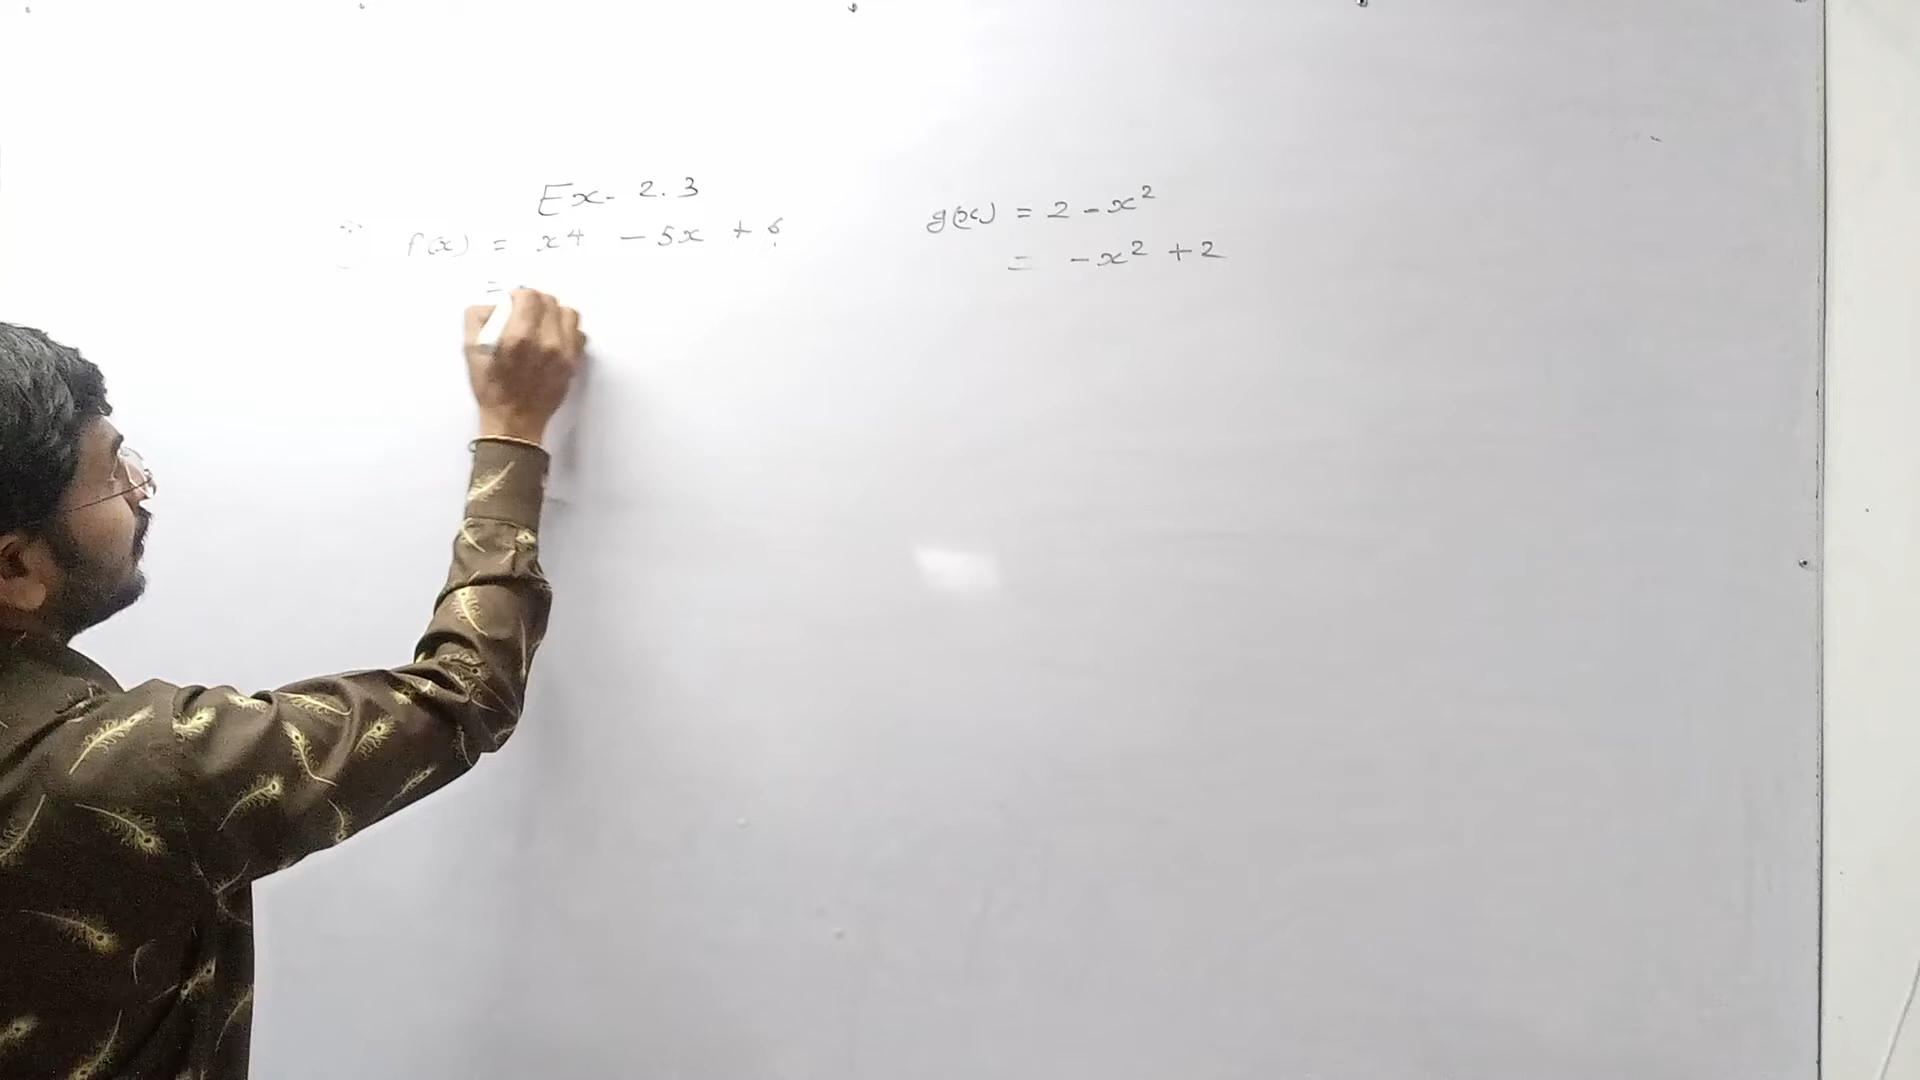 Ex- 2.3
f(x) = x⁴ - 5x + 6
=
g(x) = 2 - x²
= -x² + 2